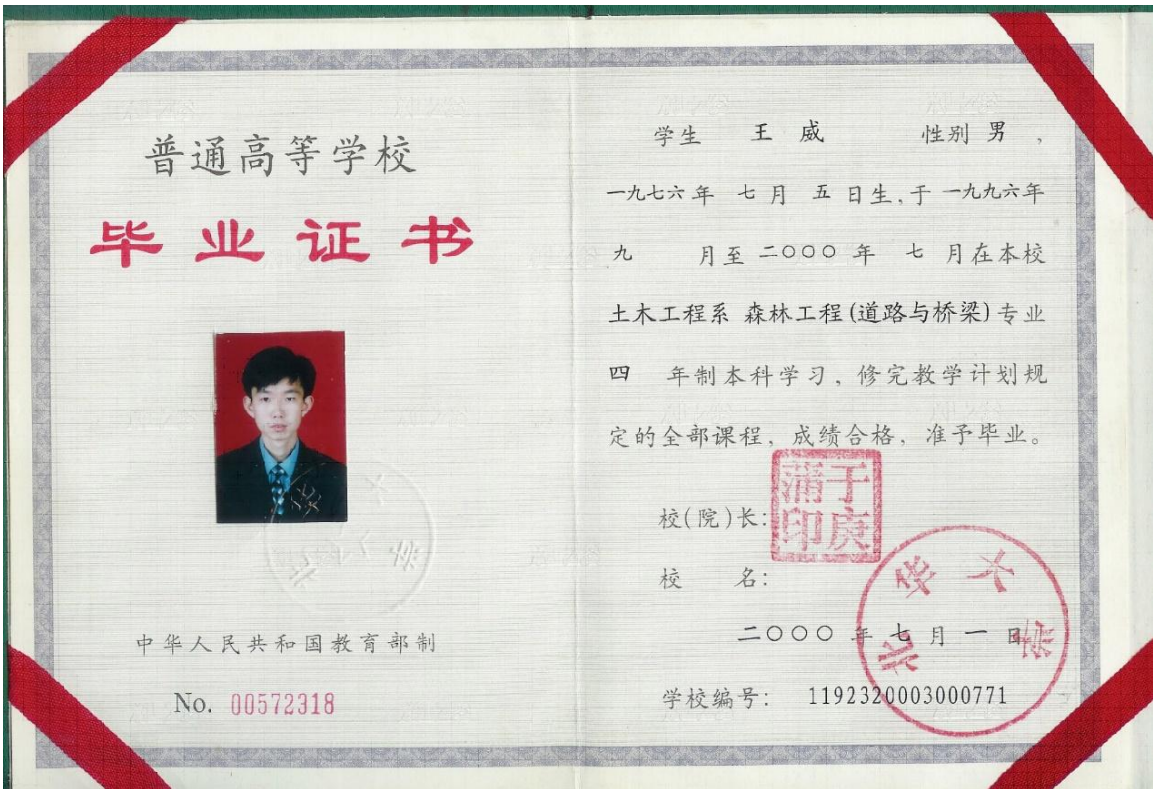 普通高等学校
毕业证书
中华人民共和国教育部制
No. 00572318
学生 王威 性别 男，
一九七六年 七月 五日生，于一九九六年
九 月至二〇〇〇年 七月在本校
土木工程系 森林工程(道路与桥梁)专业
四 年制本科学习，修完教学计划规
定的全部课程，成绩合格，准予毕业。
校(院)长：
于庚蒲印
校 名：
北华大学
二〇〇〇年七月一日
学校编号： 1192320003000771